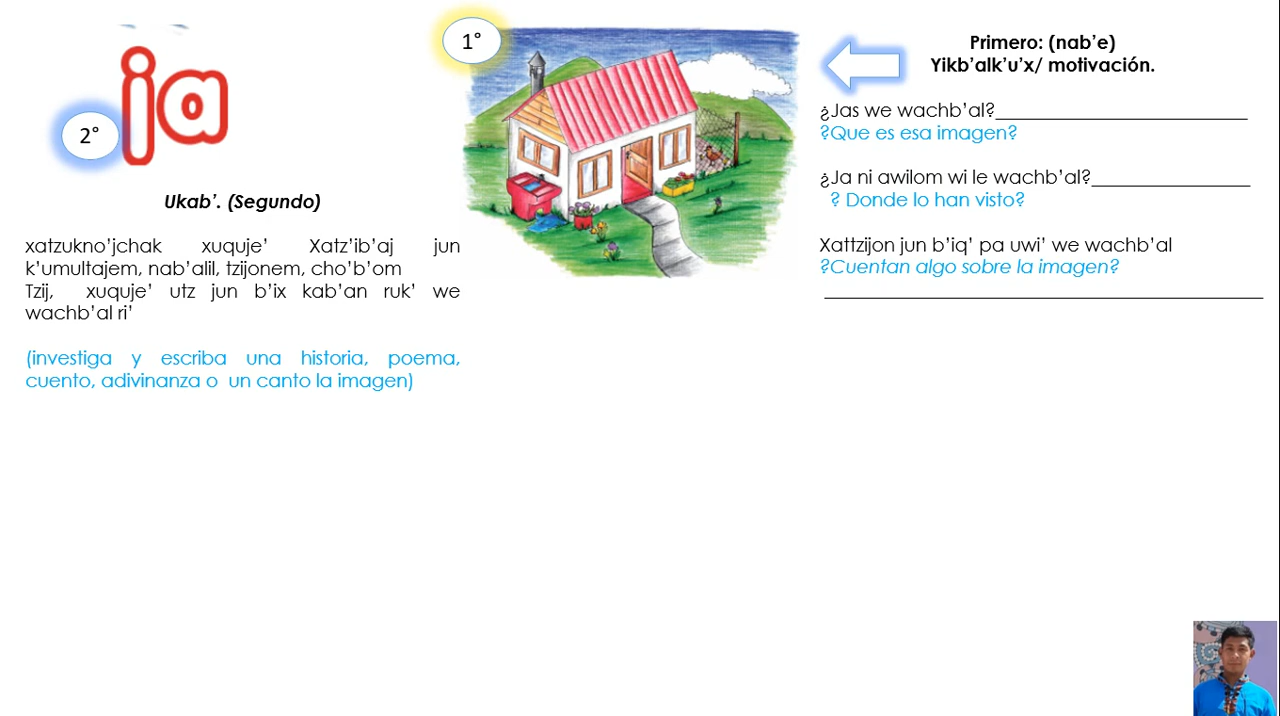 1°
Primero: (nab’e)
Yikb’alk’u’x/ motivación.
¿Jas we wachb’al?
?Que es esa imagen?
¿Ja ni awilom wi le wachb’al?
? Donde lo han visto?
Xattzijon jun b’iq’ pa uwi’ we wachb’al
?Cuentan algo sobre la imagen?
2°
ja
Ukab’. (Segundo)
xatzukno’jchak xuquje’ Xatz’ib’aj jun
k’umultajem, nab’alil, tzijonem, cho’b’om
Tzij, xuquje’ utz jun b’ix kab’an ruk’ we
wachb’al ri’
(investiga y escriba una historia, poema,
cuento, adivinanza o un canto la imagen)